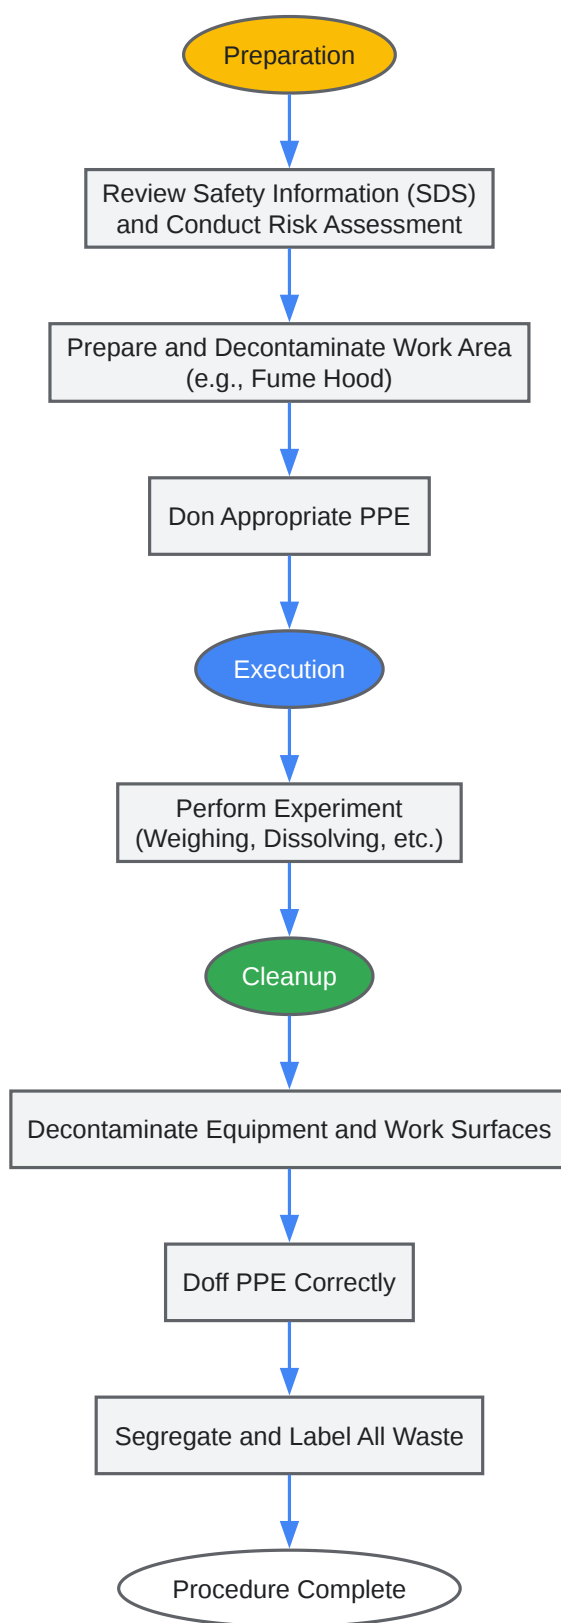 Preparation
Review Safety Information (SDS)
and Conduct Risk Assessment
Prepare and Decontaminate Work Area
(e.g., Fume Hood)
Don Appropriate PPE
Execution
Perform Experiment
(Weighing, Dissolving, etc.)
Cleanup
Decontaminate Equipment and Work Surfaces
Doff PPE Correctly
Segregate and Label All Waste
Procedure Complete